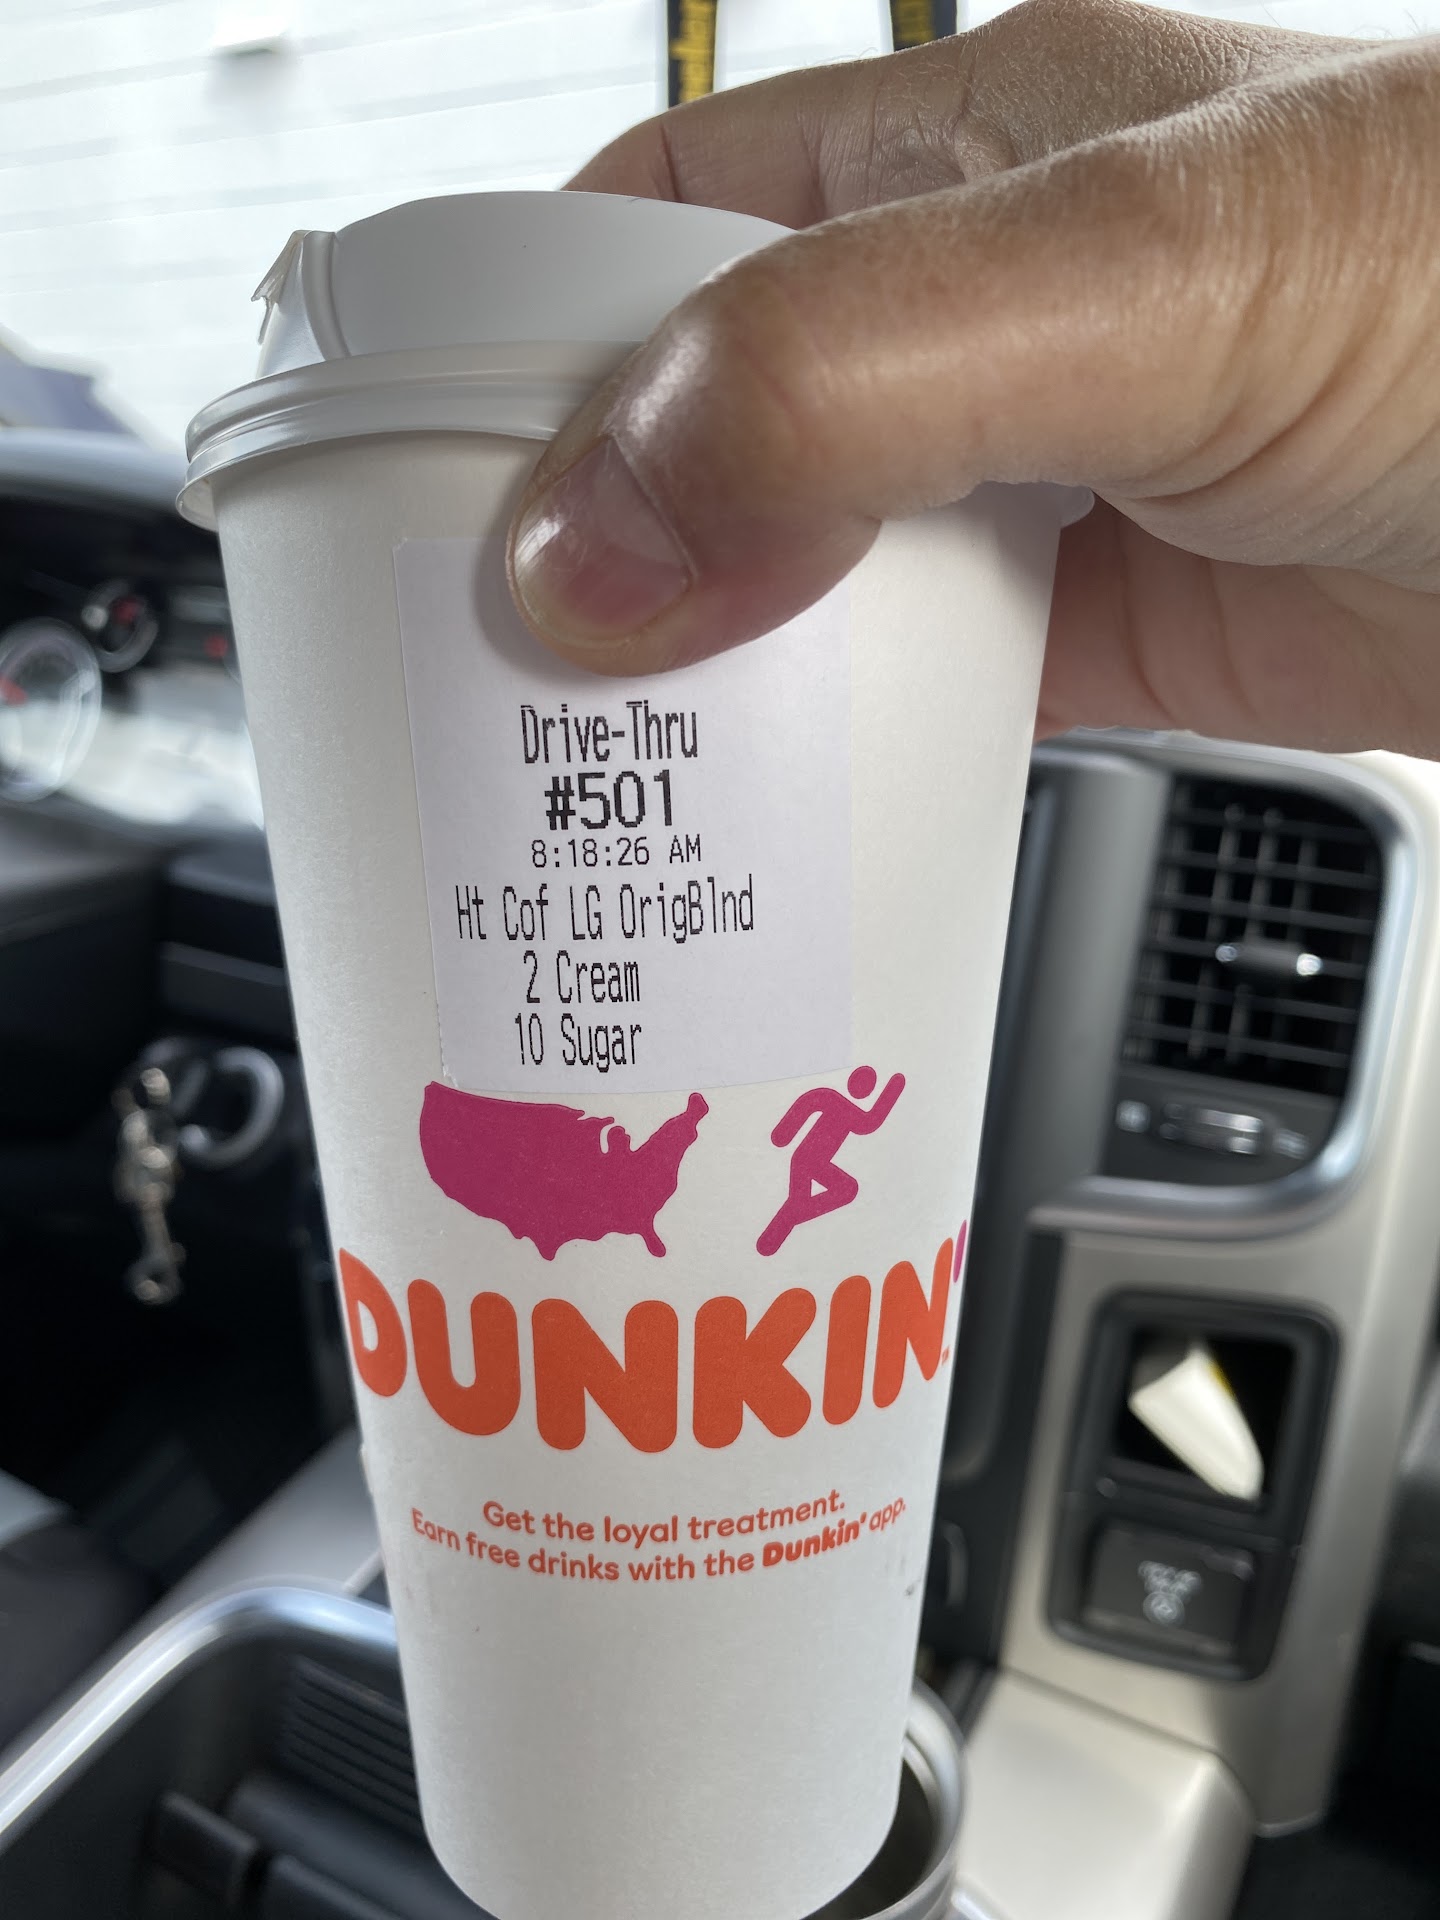 Drive-Thru
#501
8:18:26 AM
Ht Cof LG OrigBlnd
2 Cream
10 Sugar
DUNKIN'
Get the loyal treatment.
Earn free drinks with the Dunkin' app.